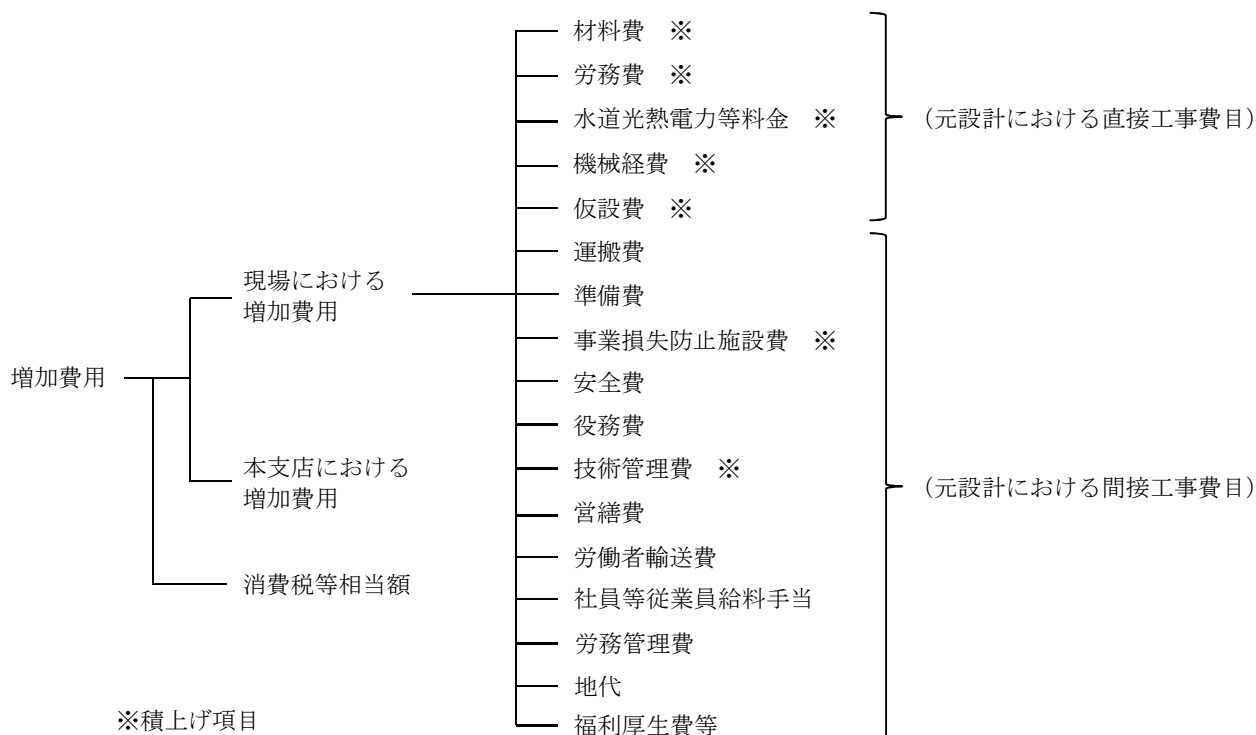 材料費　※
労務費　※
水道光熱電力等料金　※
（元設計における直接工事費目）
機械経費　※
仮設費　※
運搬費
現場における
増加費用
準備費
事業損失防止施設費　※
増加費用
安全費
役務費
本支店における
増加費用
技術管理費　※
（元設計における間接工事費目）
営繕費
労働者輸送費
消費税等相当額
社員等従業員給料手当
労務管理費
地代
※積上げ項目
福利厚生費等